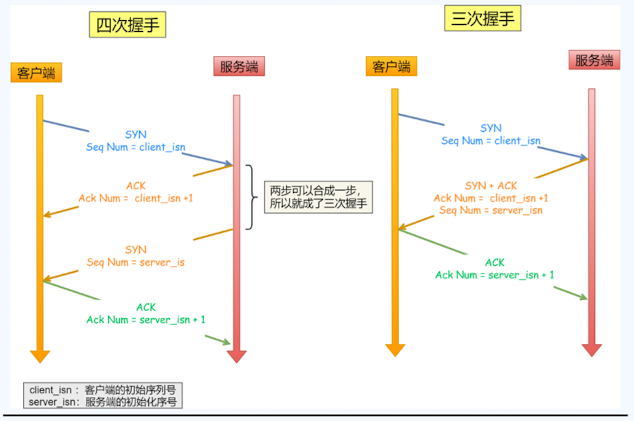 四次握手
三次握手
客户端
服务端
客户端
服务端
SYN
Seq Num = client_isn
ACK
Ack Num = client_isn +1
SYN
Seq Num = server_is
ACK
Ack Num = server_isn + 1
两步可以合成一步，
所以就成了三次握手
SYN
Seq Num = client_isn
SYN + ACK
Ack Num = client_isn +1
Seq Num = server_isn
ACK
Ack Num = server_isn + 1
client_isn ：客户端的初始序列号
server_isn：服务端的初始化序号